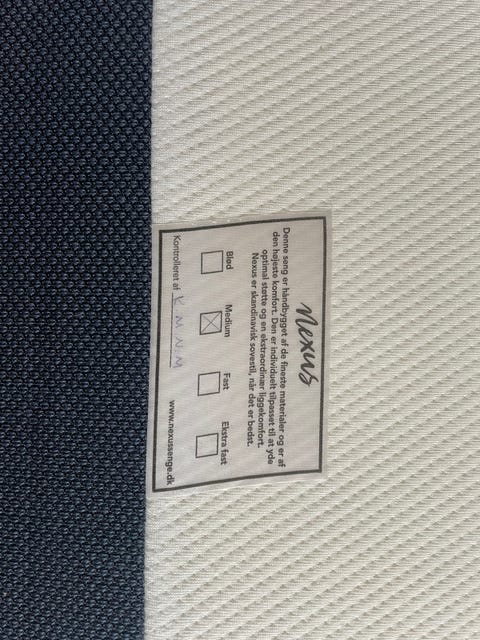 Nexus
Denne seng er håndbygget af de fineste materialer og er af
den højeste komfort. Den er individuelt tilpasset til at yde
optimal støtte og en ekstraordinær liggekomfort.
Nexus er skandinavisk sovestil, når det er bedst.
Blød Medium Fast Ekstra fast
Kontrolleret af K M N M www.nexussenge.dk